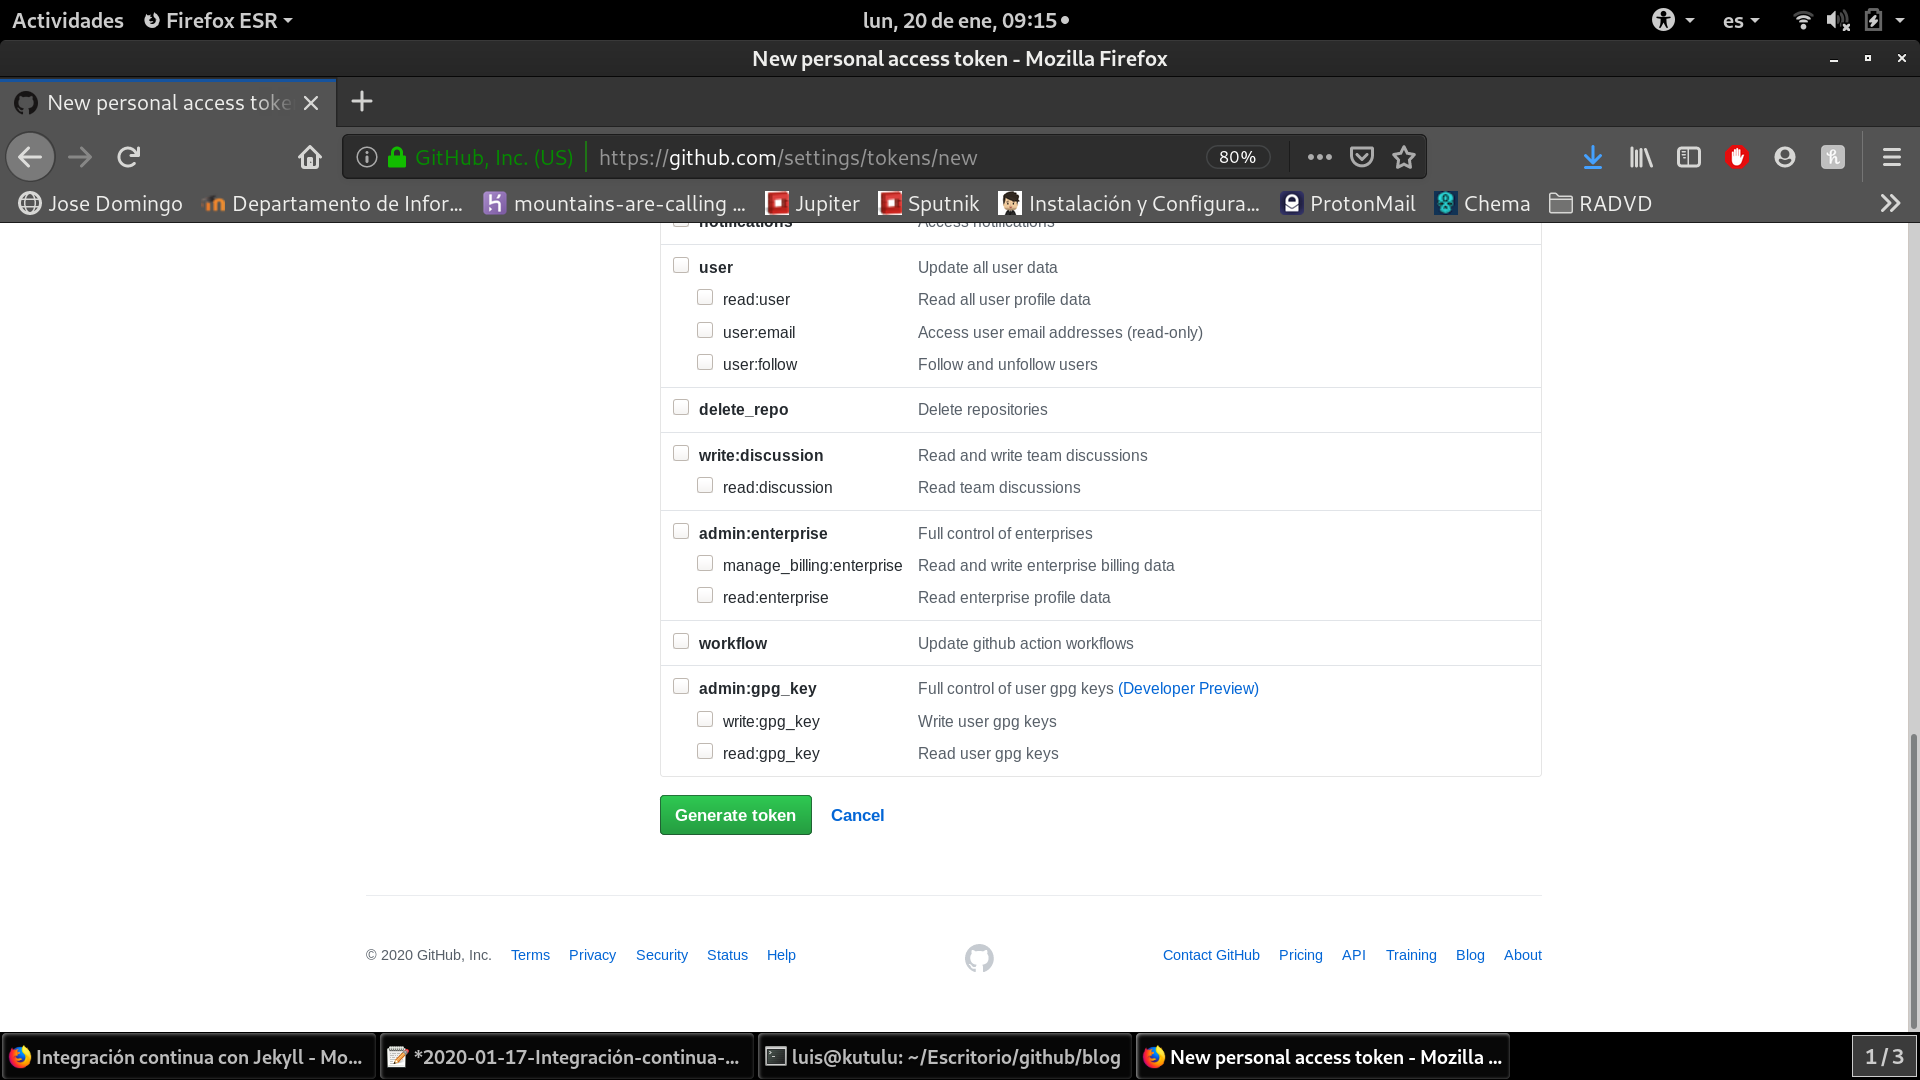 Actividades Firefox ESR lun, 20 de ene, 09:15 es
New personal access token - Mozilla Firefox
New personal access toke
GitHub, Inc. (US) https://github.com/settings/tokens/new 80%
Jose Domingo Departamento de Infor... mountains-are-calling ... Jupiter Sputnik Instalación y Configura... ProtonMail Chema RADVD
notifications Access notifications
user Update all user data
read:user Read all user profile data
user:email Access user email addresses (read-only)
user:follow Follow and unfollow users
delete_repo Delete repositories
write:discussion Read and write team discussions
read:discussion Read team discussions
admin:enterprise Full control of enterprises
manage_billing:enterprise Read and write enterprise billing data
read:enterprise Read enterprise profile data
workflow Update github action workflows
admin:gpg_key Full control of user gpg keys (Developer Preview)
write:gpg_key Write user gpg keys
read:gpg_key Read user gpg keys
Generate token Cancel
© 2020 GitHub, Inc. Terms Privacy Security Status Help Contact GitHub Pricing API Training Blog About
Integración continua con Jekyll - Mo... *2020-01-17-Integración-continua-... luis@kutulu: ~/Escritorio/github/blog New personal access token - Mozilla ... 1 / 3